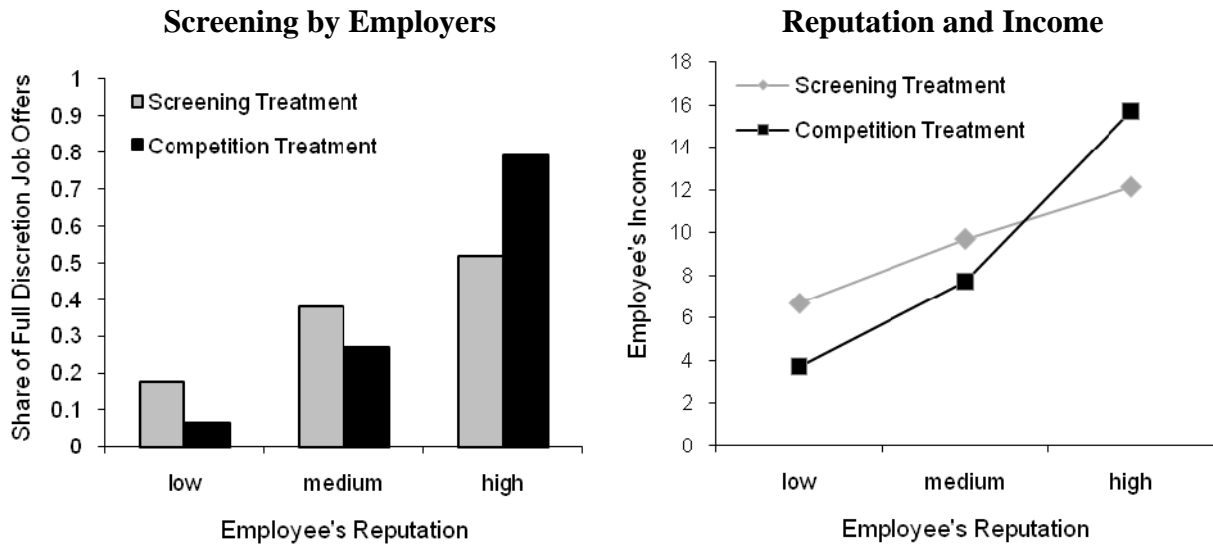 Screening by Employers
Share of Full Discretion Job Offers
1
0.9
0.8
0.7
0.6
0.5
0.4
0.3
0.2
0.1
0
Screening Treatment
Competition Treatment
low medium high
Employee's Reputation
Reputation and Income
Employee's Income
18
16
14
12
10
8
6
4
2
0
Screening Treatment
Competition Treatment
low medium high
Employee's Reputation